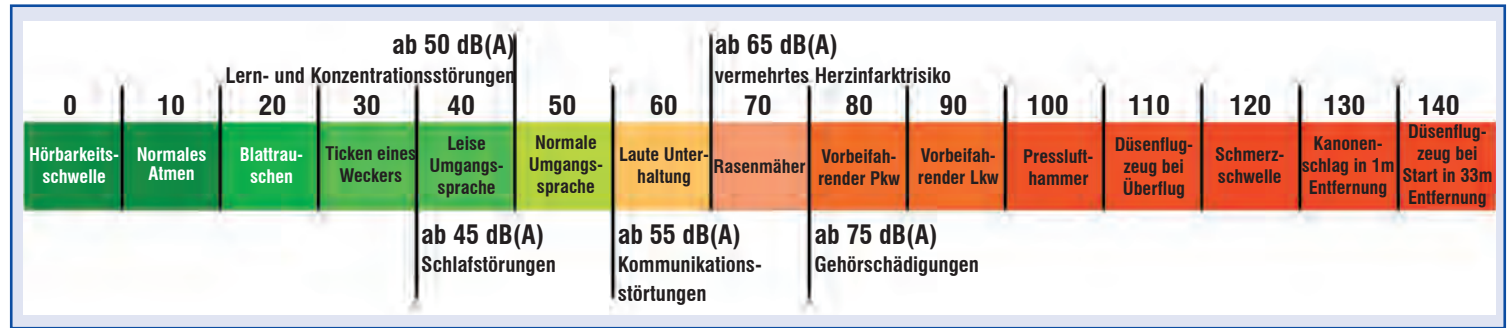 ab 50 dB(A)
Lern- und Konzentrationsstörungen
ab 65 dB(A)
vermehrtes Herzinfarktrisiko
0 10 20 30 40 50 60 70 80 90 100 110 120 130 140
Hörbarkeits-
schwelle
Normales
Atmen
Blattrau-
schen
Ticken eines
Weckers
Leise
Umgangs-
sprache
Normale
Umgangs-
sprache
Laute Unter-
haltung
Rasenmäher
Vorbeifah-
render Pkw
Vorbeifah-
render Lkw
Pressluft-
hammer
Düsenflug-
zeug bei
Überflug
Schmerz-
schwelle
Kanonen-
schlag in 1m
Entfernung
Düsenflug-
zeug bei
Start in 33m
Entfernung
ab 45 dB(A)
Schlafstörungen
ab 55 dB(A)
Kommunikations-
störtungen
ab 75 dB(A)
Gehörschädigungen